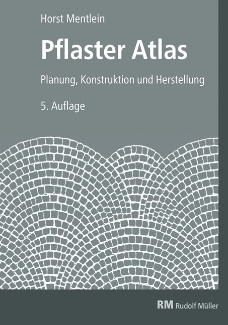 Horst Mentlein
Pflaster Atlas
Planung, Konstruktion und Herstellung
5. Auflage
RM Rudolf Müller